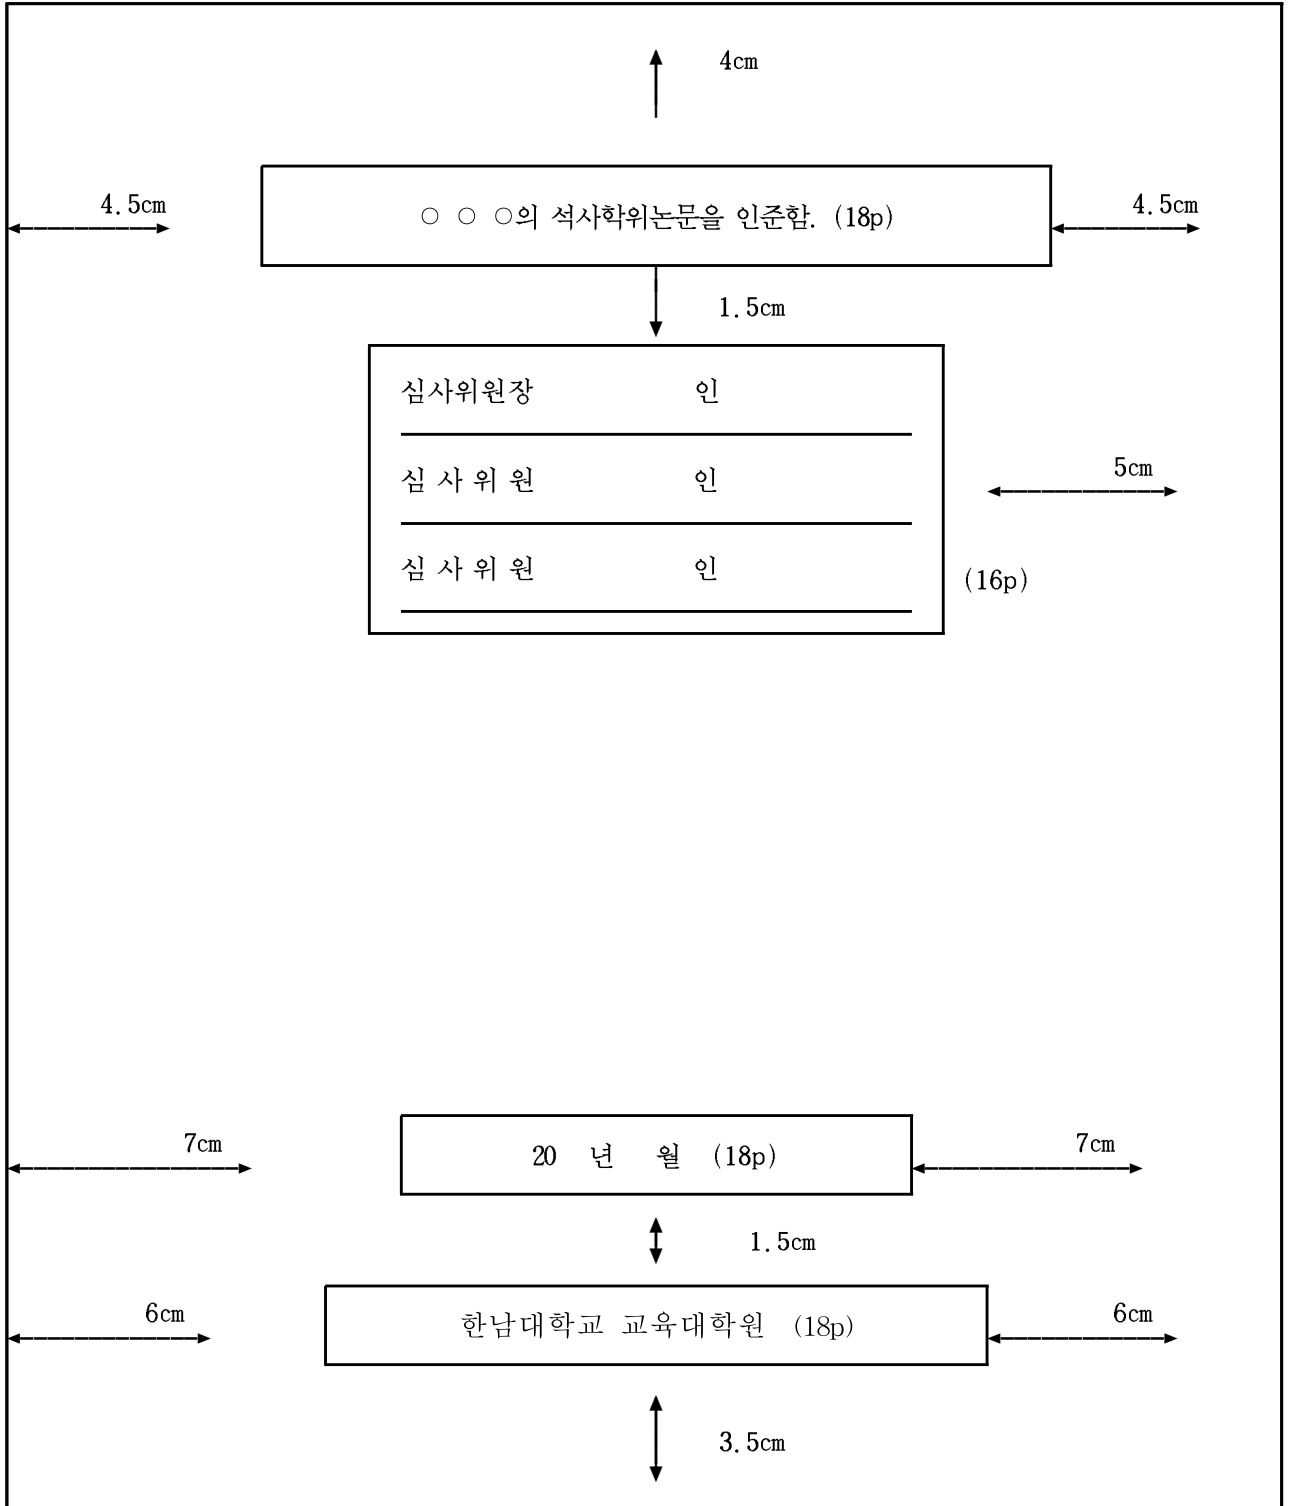 4cm
4.5cm
○ ○ ○의 석사학위논문을 인준함. (18p)
4.5cm
1.5cm
심사위원장 인
심 사 위 원 인
5cm
심 사 위 원 인
(16p)
7cm
20 년 월 (18p)
7cm
1.5cm
6cm
한남대학교 교육대학원 (18p)
6cm
3.5cm